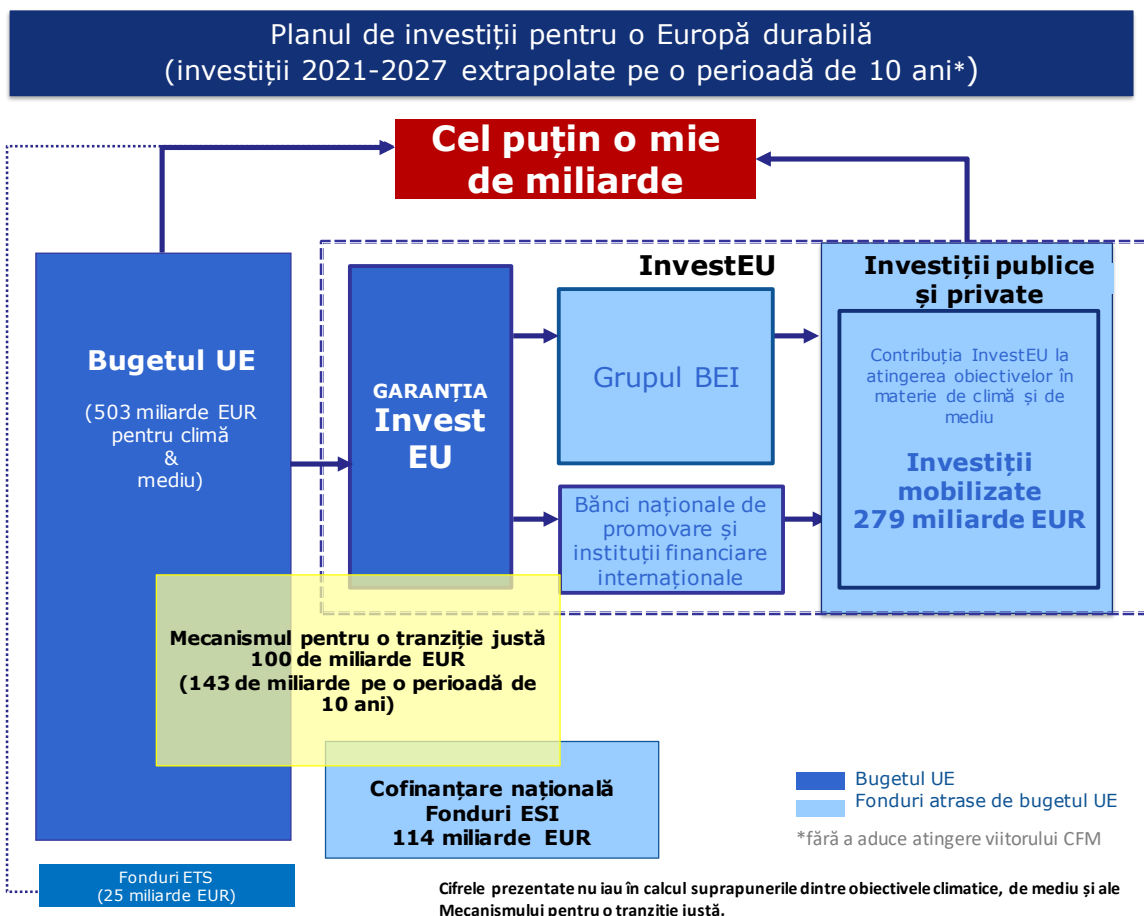 Planul de investiții pentru o Europă durabilă
(investiții 2021-2027 extrapolate pe o perioadă de 10 ani*)
Cel puțin o mie
de miliarde
Bugetul UE
(503 miliarde EUR
pentru climă
&
mediu)
GARANȚIA
Invest
EU
InvestEU
Grupul BEI
Bănci naționale de
promovare și
instituții financiare
internaționale
Investiții publice
și private
Contribuția InvestEU la
atingerea obiectivelor în
materie de climă și de
mediu
Investiții
mobilizate
279 miliarde EUR
Mecanismul pentru o tranziție justă
100 de miliarde EUR
(143 de miliarde pe o perioadă de
10 ani)
Cofinanțare națională
Fonduri ESI
114 miliarde EUR
Bugetul UE
Fonduri atrase de bugetul UE
*fără a aduce atingere viitorului CFM
Fonduri ETS
(25 miliarde EUR)
Cifrele prezentate nu iau în calcul suprapunerile dintre obiectivele climatice, de mediu și ale
Mecanismului pentru o tranziție justă.